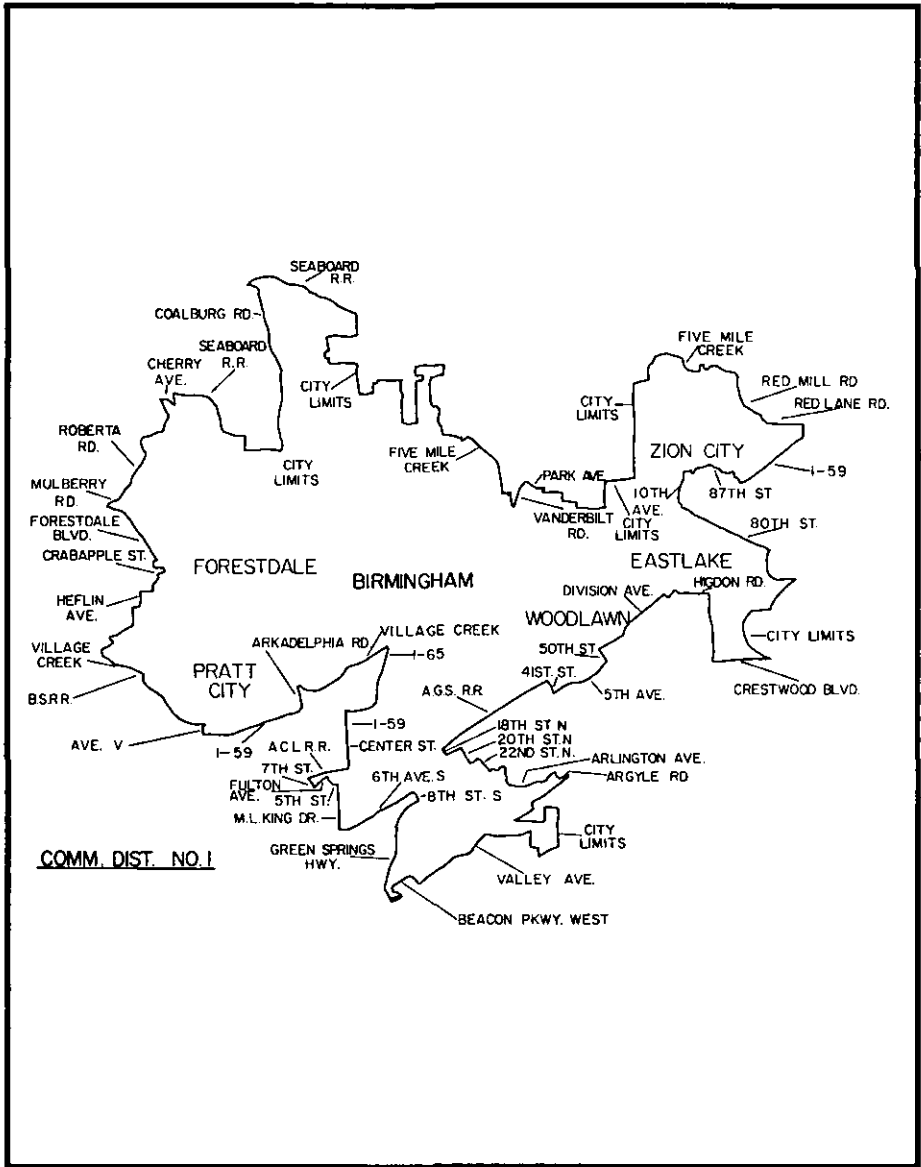 SEABOARD
R.R.
COALBURG RD.
SEABOARD
R.R.
CHERRY
AVE.
FIVE MILE
CREEK
CITY
LIMITS
RED MILL RD
RED LANE RD.
CITY
LIMITS
ROBERTA
RD.
ZION CITY
FIVE MILE
CREEK
CITY
LIMITS
I-59
PARK AVE
10TH
AVE.
87TH ST
MULBERRY
RD.
VANDERBILT
RD.
CITY
LIMITS
80TH ST.
FORESTDALE
BLVD.
CRABAPPLE ST.
FORESTDALE
BIRMINGHAM
EASTLAKE
HIGDON RD.
DIVISION AVE.
HEFLIN
AVE.
WOODLAWN
CITY LIMITS
VILLAGE CREEK
ARKADELPHIA RD
50TH ST.
I-65
VILLAGE
CREEK
PRATT
CITY
41ST. ST.
5TH AVE.
CRESTWOOD BLVD.
B.S.R.R.
A.G.S. R.R.
AVE. V
I-59
I-59
18TH ST. N
20TH ST. N
22ND ST. N.
CENTER ST.
A C L R.R.
ARLINGTON AVE.
7TH ST.
ARGYLE RD
FULTON
AVE.
6TH AVE. S
5TH ST.
8TH ST. S
M.L. KING DR.
CITY
LIMITS
GREEN SPRINGS
HWY.
COMM. DIST. NO. 1
VALLEY AVE.
BEACON PKWY. WEST